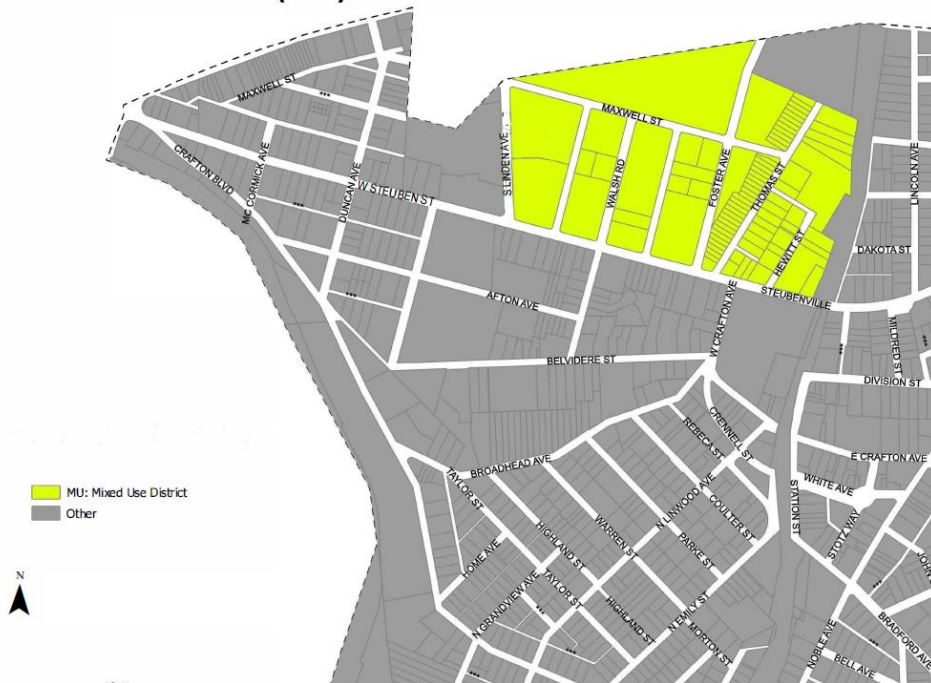 MAXWELL ST
***
MAXWELL ST
LINCOLN AVE
CRAFTON BLVD
MC CORMICK AVE
DUNCAN AVE
W STEUBEN ST
S LINDEN AVE
WALSH RD
FOSTER AVE
THOMAS ST
HEWITT ST
DAKOTA ST
***
***
AFTON AVE
STEUBENVILLE
W CRAFTON AVE
MILDRED ST
***
***
BELVIDERE ST
DIVISION ST
CRENNELL ST
REBECA ST
BROADHEAD AVE
E CRAFTON AVE
TAYLOR ST
N LINWOOD AVE
WHITE AVE
MU: Mixed Use District
Other
COULTER ST
STATION ST
STOTZ WAY
HIGHLAND ST
WARREN ST
PARKE ST
HOME AVE
N
TAYLOR ST
N GRANDVIEW AVE
***
HIGHLAND ST
N EMILY ST
MORTON ST
***
JOHN
BRADFORD AVE
NOBLE AVE
***
BELL AVE
***
***